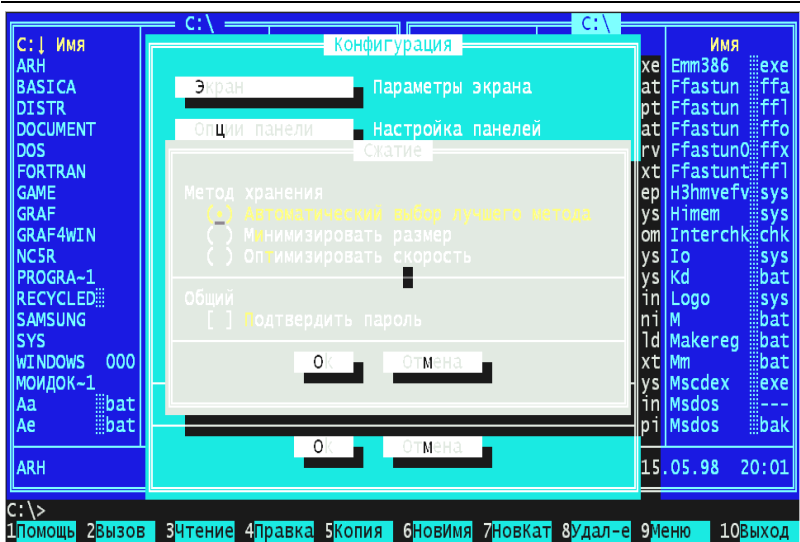 C:\ C:\
C:↓ Имя Конфигурация Имя
ARH xe Emm386 exe
BASICA Экран Параметры экрана at Ffastun ffa
DISTR pt Ffastun ffl
DOCUMENT Опции панели Настройка панелей at Ffastun ffo
DOS Сжатие rv FfastunO ffx
FORTRAN xt Ffastunt ffl
GAME Метод хранения ep H3hmvefv sys
GRAF (•) Автоматический выбор лучшего метода ys Himem sys
GRAF4WIN ( ) Минимизировать размер om Interchk chk
NC5R ( ) Оптимизировать скорость ys Io sys
PROGRA~1 ys Kd bat
RECYCLED Общий in Logo sys
SAMSUNG [ ] Подтвердить пароль ni M bat
SYS ld Makereg bat
WINDOWS 000 Ok Отмена xt Mm bat
МОИДОК~1 ys Mscdex exe
Aa bat in Msdos ---
Ae bat Ok Отмена pi Msdos bak
ARH 15.05.98 20:01
C:\>
1Помощь 2Вызов 3Чтение 4Правка 5Копия 6НовИмя 7НовКат 8Удал-е 9Меню 10Выход